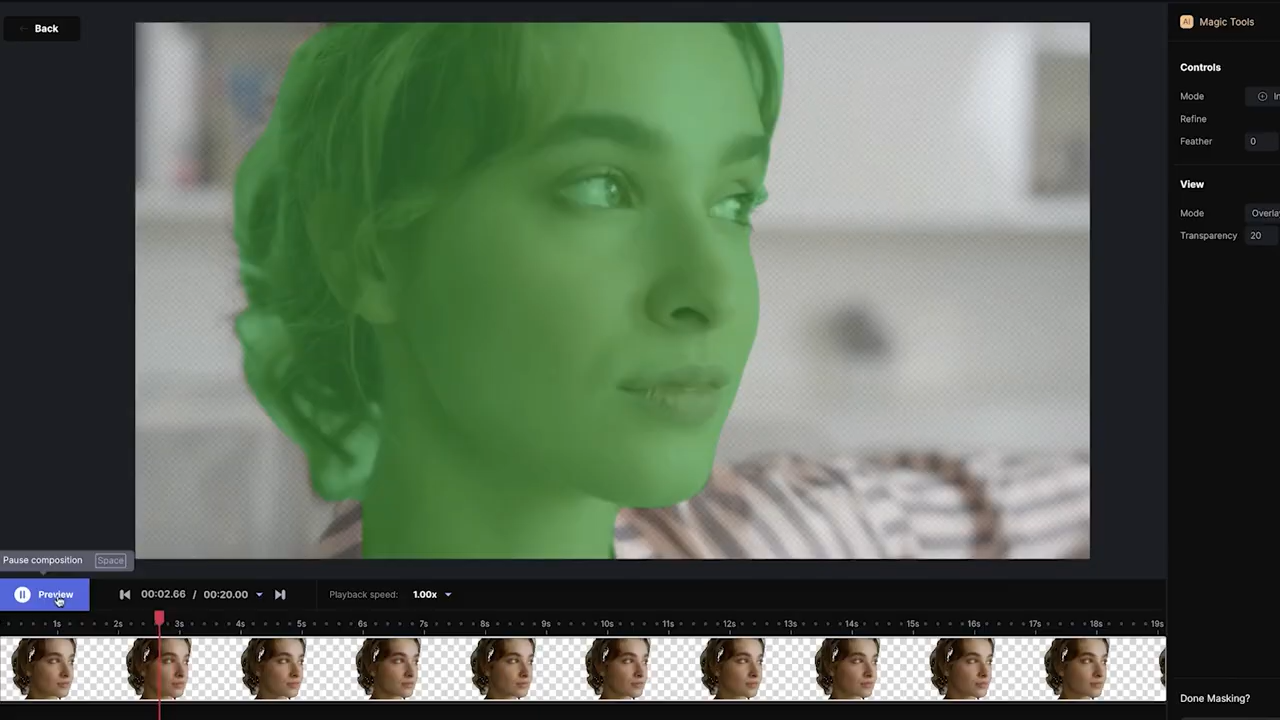 Back
AI Magic Tools
Controls
Mode
Refine
Feather 0
View
Mode
Transparency 20
Pause composition Space
Preview 00:02.66 / 00:20.00 Playback speed: 1.00x
1s 2s 3s 4s 5s 6s 7s 8s 9s 10s 11s 12s 13s 14s 15s 16s 17s 18s 19s
Done Masking?